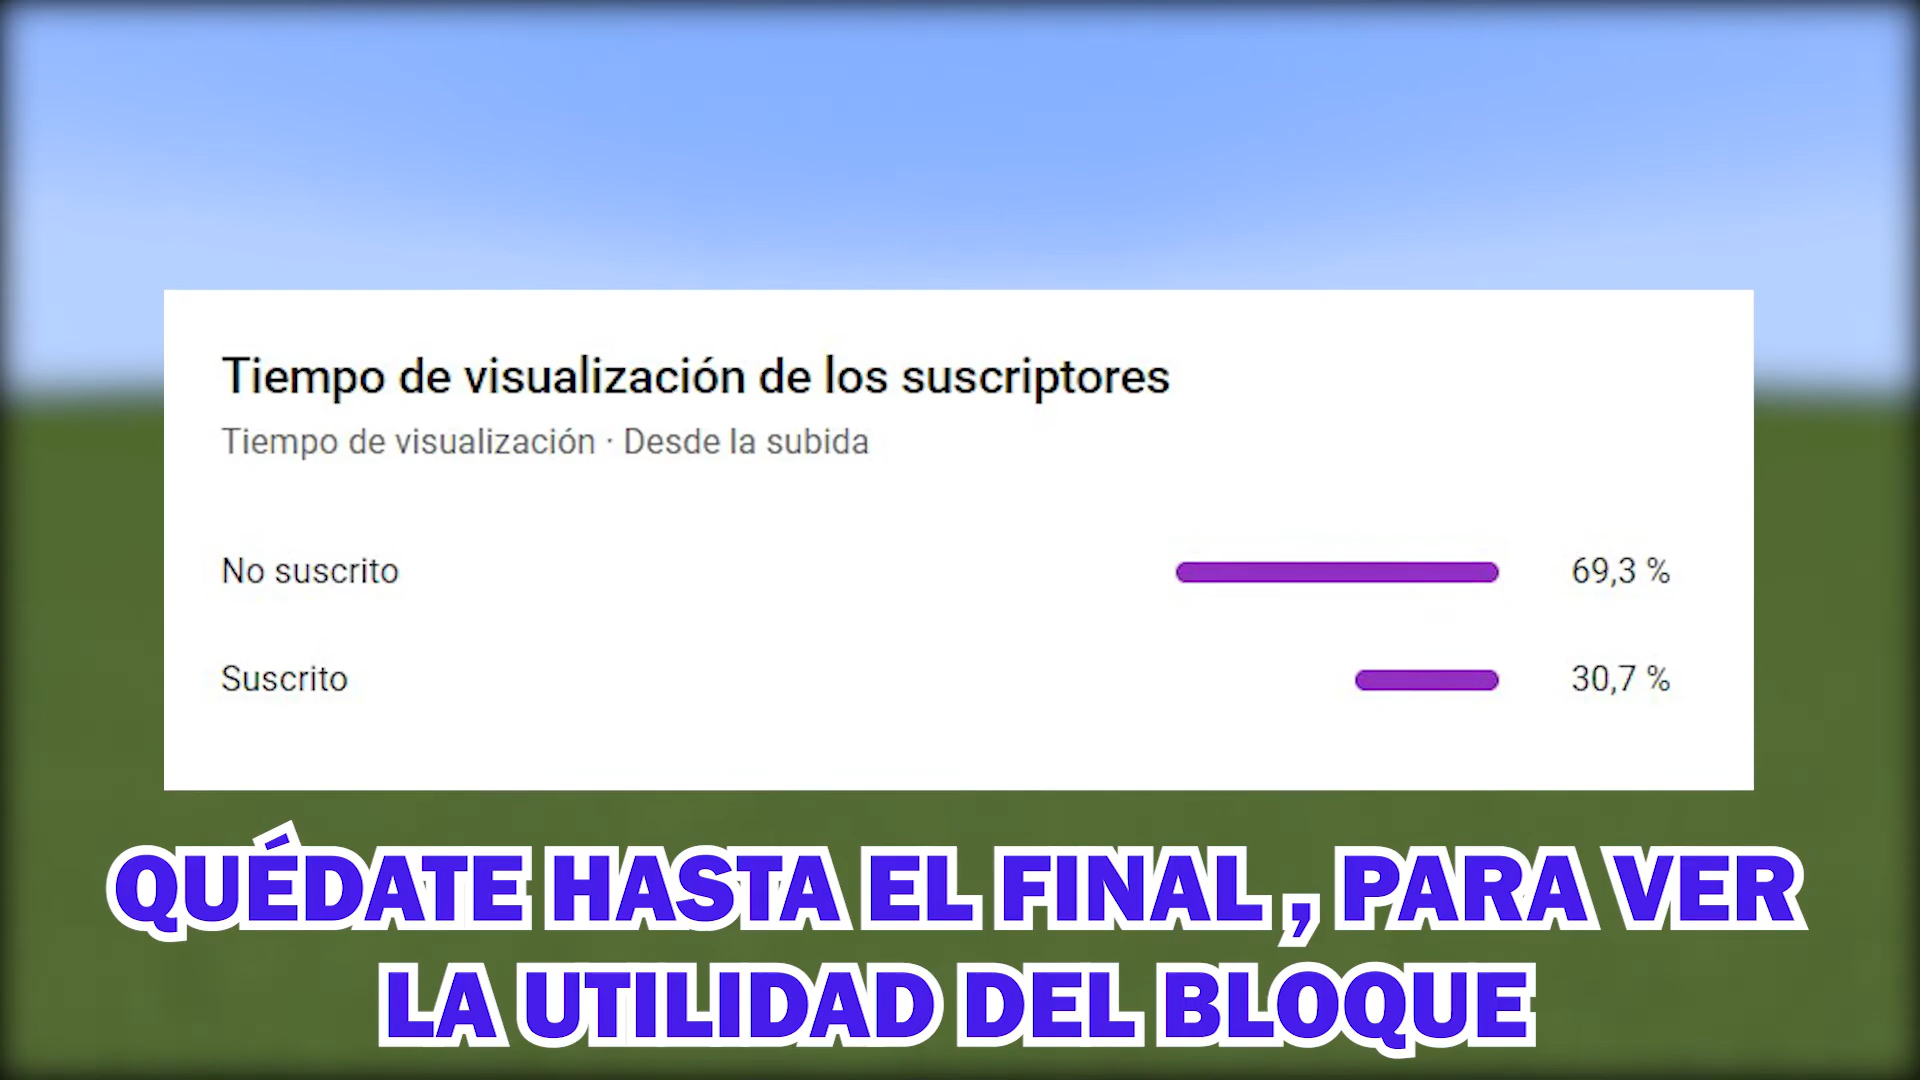 Tiempo de visualización de los suscriptores
Tiempo de visualización · Desde la subida
No suscrito 69,3 %
Suscrito 30,7 %
QUÉDATE HASTA EL FINAL , PARA VER
LA UTILIDAD DEL BLOQUE